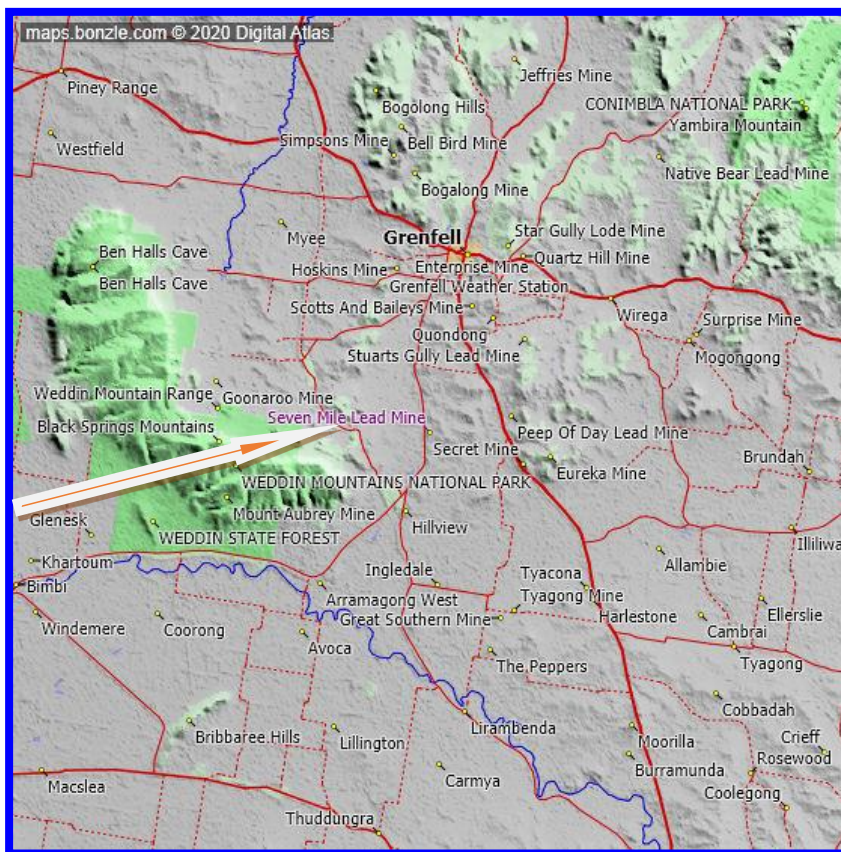 maps.bonzle.com © 2020 Digital Atlas
Piney Range
Jeffries Mine
Bogolong Hills
CONIMBLA NATIONAL PARK
Yambira Mountain
Westfield
Simpsons Mine
Bell Bird Mine
Native Bear Lead Mine
Bogalong Mine
Myee
Grenfell
Star Gully Lode Mine
Ben Halls Cave
Hoskins Mine
Enterprise Mine
Quartz Hill Mine
Ben Halls Cave
Grenfell Weather Station
Scotts And Baileys Mine
Wirega
Surprise Mine
Quondong
Stuarts Gully Lead Mine
Mogongong
Weddin Mountain Range
Goonaroo Mine
Seven Mile Lead Mine
Black Springs Mountains
Peep Of Day Lead Mine
Secret Mine
Brundah
Eureka Mine
WEDDIN MOUNTAINS NATIONAL PARK
Mount Aubrey Mine
Glenesk
Hillview
WEDDIN STATE FOREST
Illiliwa
Khartoum
Allambie
Bimbi
Ingledale
Tyacona
Arramagong West
Tyagong Mine
Ellerslie
Windemere
Coorong
Great Southern Mine
Harlestone
Cambrai
Avoca
Tyagong
The Peppers
Cobbadah
Lirambenda
Bribbaree Hills
Lillington
Moorilla
Crieff
Rosewood
Macslea
Carmya
Burramunda
Coolegong
Thuddungra